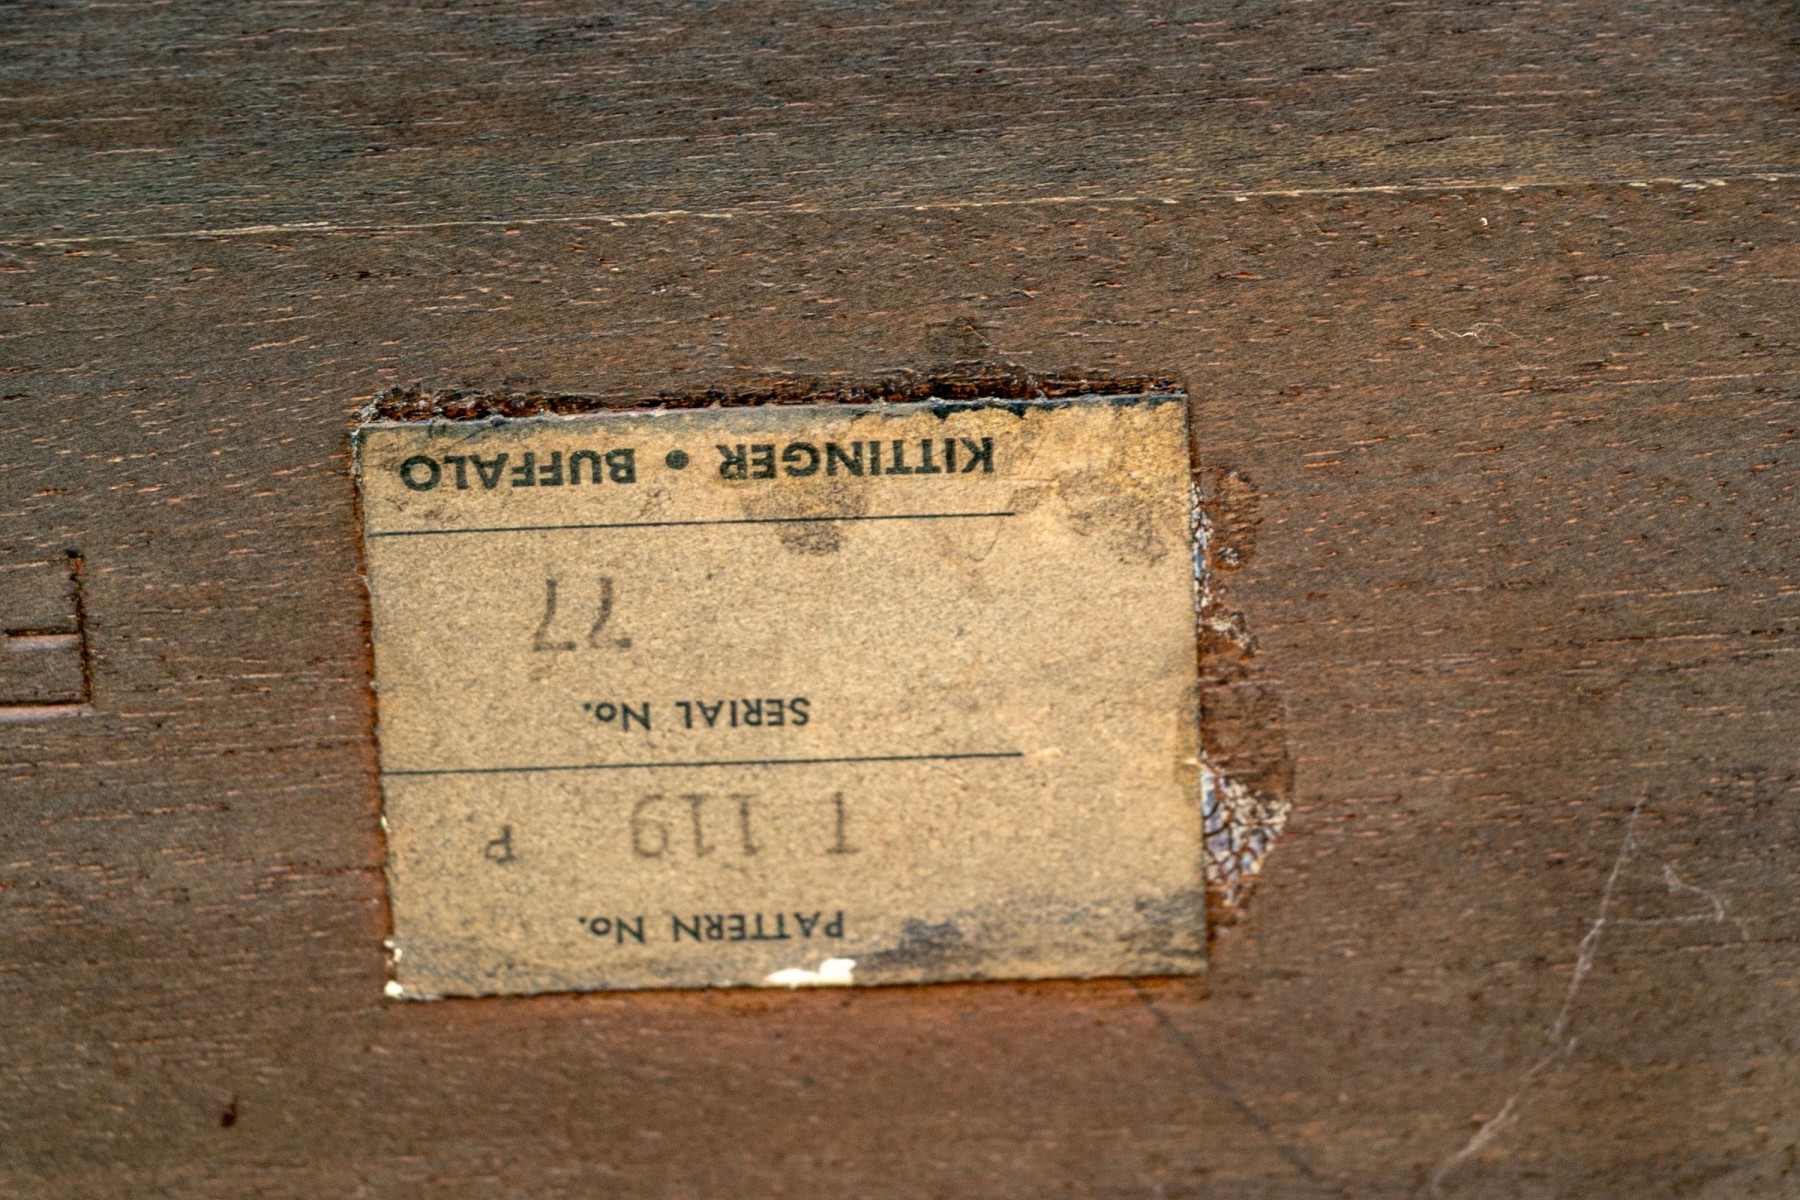 PATTERN No.
T 119 P
SERIAL No.
77
KITTINGER • BUFFALO